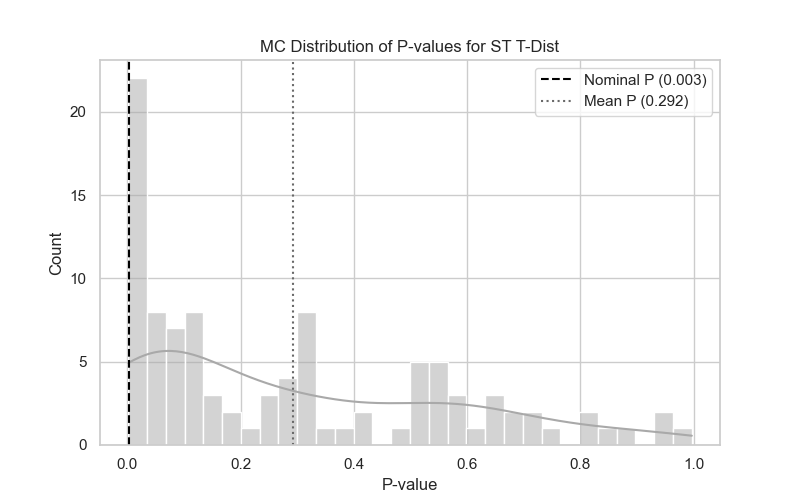 MC Distribution of P-values for ST T-Dist
Nominal P (0.003)
Mean P (0.292)
Count
20
15
10
5
0
0.0 0.2 0.4 0.6 0.8 1.0
P-value